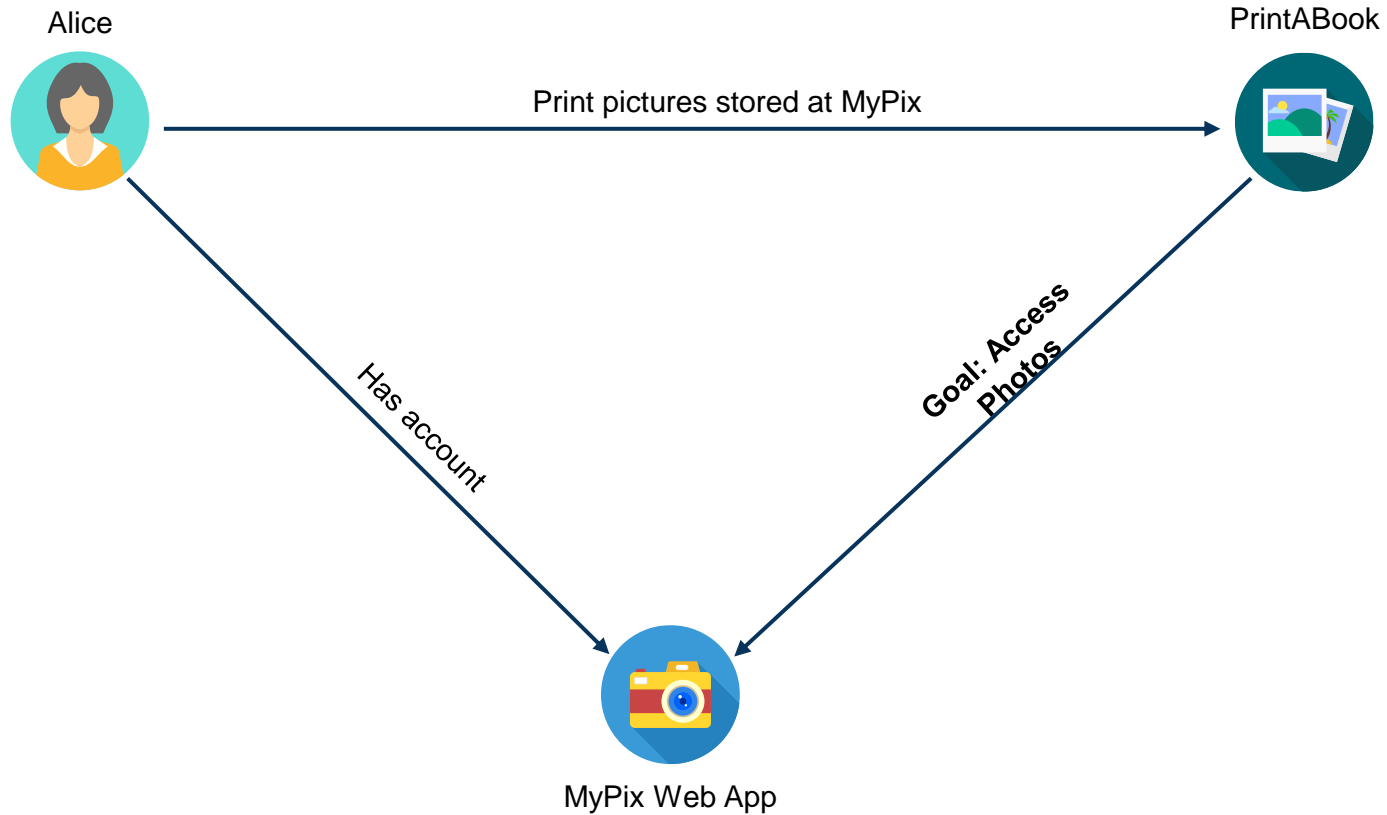 Alice
PrintABook
Print pictures stored at MyPix
Has account
Goal: Access
Photos
MyPix Web App